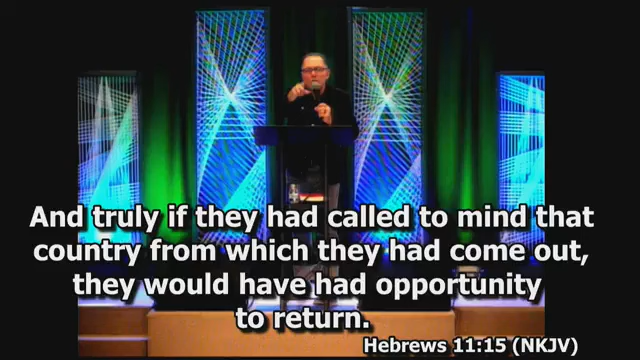 And truly if they had called to mind that
country from which they had come out,
they would have had opportunity
to return.
Hebrews 11:15 (NKJV)